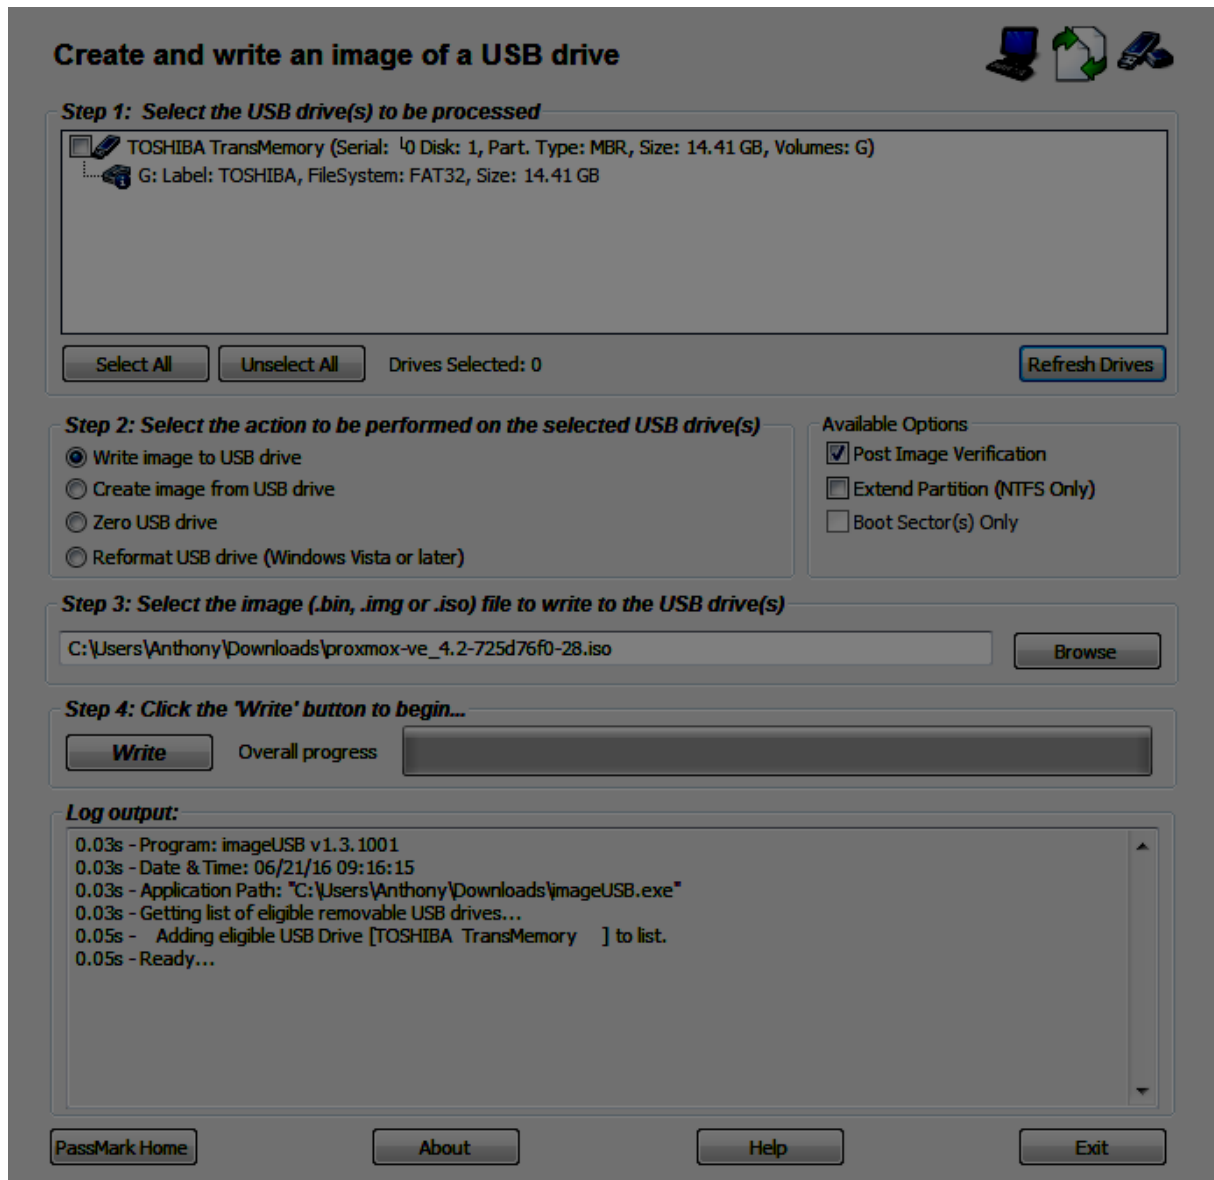 Create and write an image of a USB drive
Step 1:  Select the USB drive(s) to be processed
TOSHIBA TransMemory (Serial: └0 Disk: 1, Part. Type: MBR, Size: 14.41 GB, Volumes: G)
G: Label: TOSHIBA, FileSystem: FAT32, Size: 14.41 GB
Select All Unselect All Drives Selected: 0 Refresh Drives
Step 2: Select the action to be performed on the selected USB drive(s) Available Options
Write image to USB drive Post Image Verification
Create image from USB drive Extend Partition (NTFS Only)
Zero USB drive Boot Sector(s) Only
Reformat USB drive (Windows Vista or later)
Step 3: Select the image (.bin, .img or .iso) file to write to the USB drive(s)
C:\Users\Anthony\Downloads\proxmox-ve_4.2-725d76f0-28.iso Browse
Step 4: Click the 'Write' button to begin...
Write Overall progress
Log output:
0.03s - Program: imageUSB v1.3.1001
0.03s - Date & Time: 06/21/16 09:16:15
0.03s - Application Path: "C:\Users\Anthony\Downloads\imageUSB.exe"
0.03s - Getting list of eligible removable USB drives...
0.05s -    Adding eligible USB Drive [TOSHIBA  TransMemory     ] to list.
0.05s - Ready...
PassMark Home About Help Exit